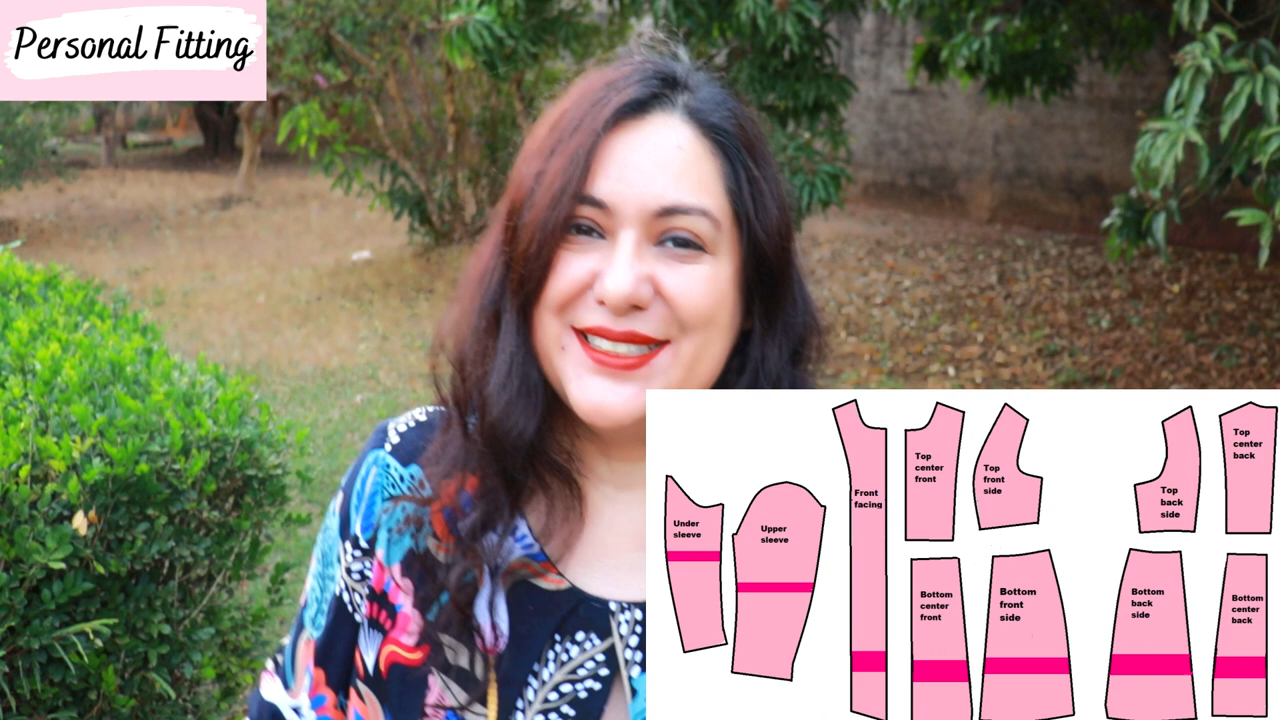 Personal Fitting
Under
sleeve
Upper
sleeve
Front
facing
Top
center
front
Top
front
side
Top
back
side
Top
center
back
Bottom
center
front
Bottom
front
side
Bottom
back
side
Bottom
center
back